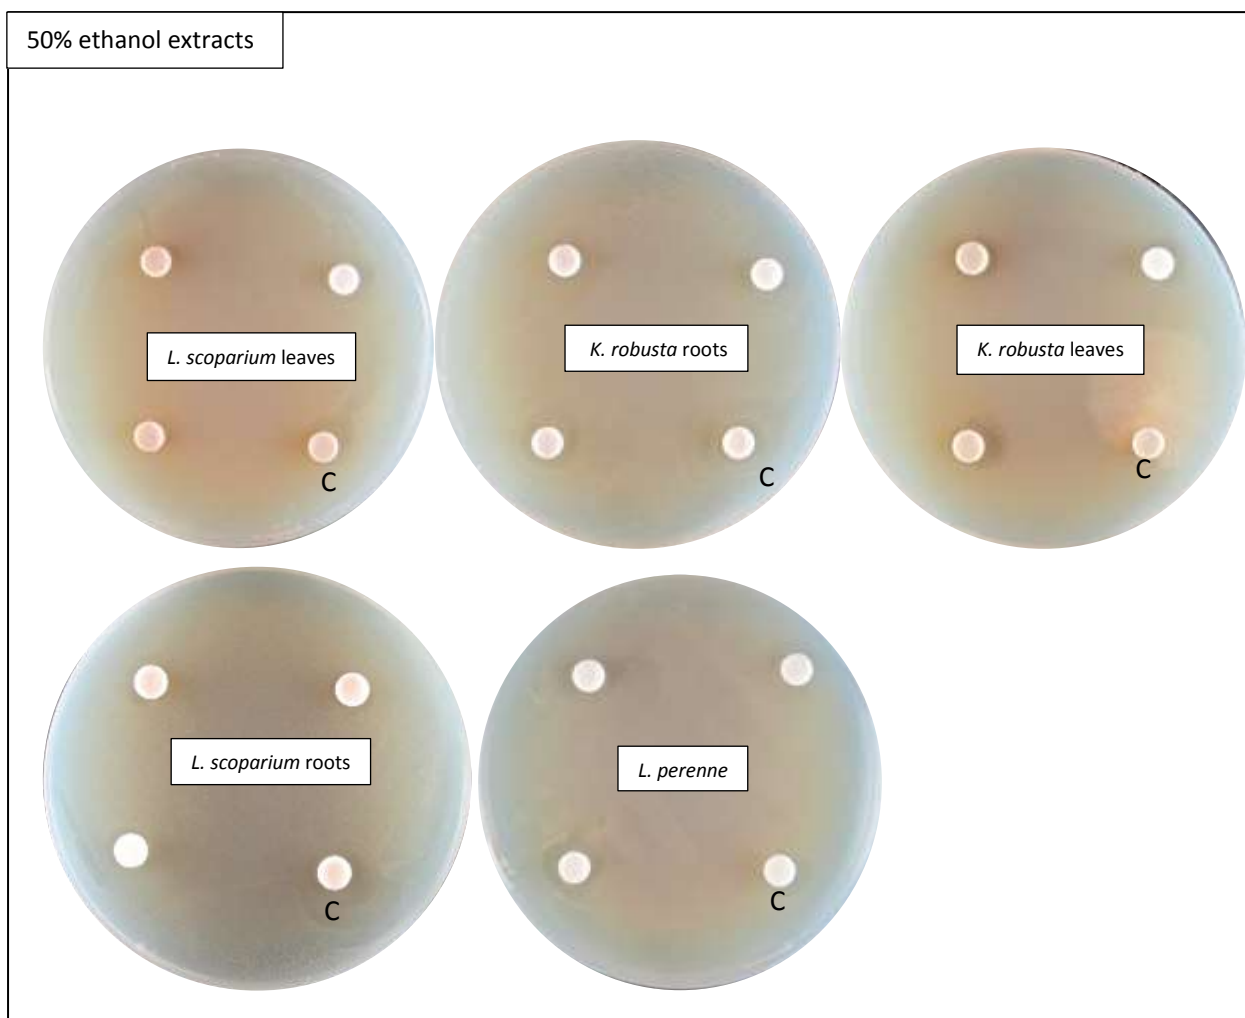 50% ethanol extracts
L. scoparium leaves
K. robusta roots
K. robusta leaves
C
C
C
L. scoparium roots
L. perenne
C
C